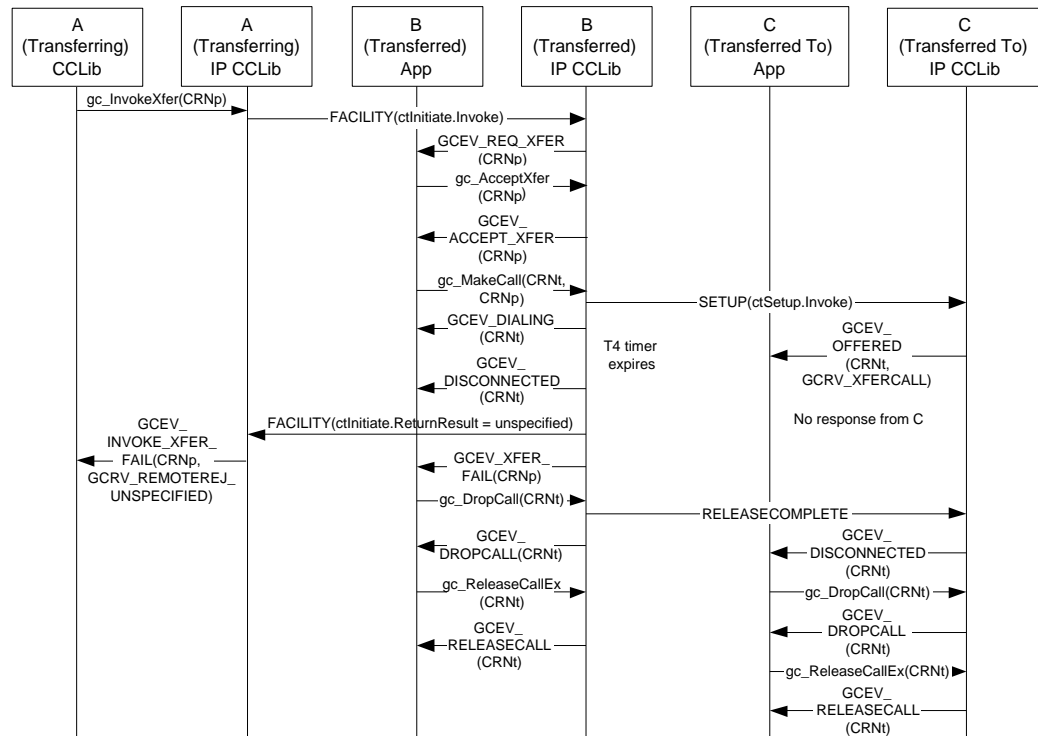 A
(Transferring)
CCLib
A
(Transferring)
IP CCLib
B
(Transferred)
App
B
(Transferred)
IP CCLib
C
(Transferred To)
App
C
(Transferred To)
IP CCLib
gc_InvokeXfer(CRNp)
FACILITY(ctInitiate.Invoke)
GCEV_REQ_XFER
(CRNp)
gc_AcceptXfer
(CRNp)
GCEV_
ACCEPT_XFER
(CRNp)
gc_MakeCall(CRNt,
CRNp)
SETUP(ctSetup.Invoke)
GCEV_DIALING
(CRNt)
T4 timer
expires
GCEV_
OFFERED
(CRNt,
GCRV_XFERCALL)
GCEV_
DISCONNECTED
(CRNt)
No response from C
FACILITY(ctInitiate.ReturnResult = unspecified)
GCEV_
INVOKE_XFER_
FAIL(CRNp,
GCRV_REMOTEREJ_
UNSPECIFIED)
GCEV_XFER_
FAIL(CRNp)
gc_DropCall(CRNt)
RELEASECOMPLETE
GCEV_
DROPCALL(CRNt)
GCEV_
DISCONNECTED
(CRNt)
gc_ReleaseCallEx
(CRNt)
gc_DropCall(CRNt)
GCEV_
RELEASECALL
(CRNt)
GCEV_
DROPCALL
(CRNt)
gc_ReleaseCallEx(CRNt)
GCEV_
RELEASECALL
(CRNt)